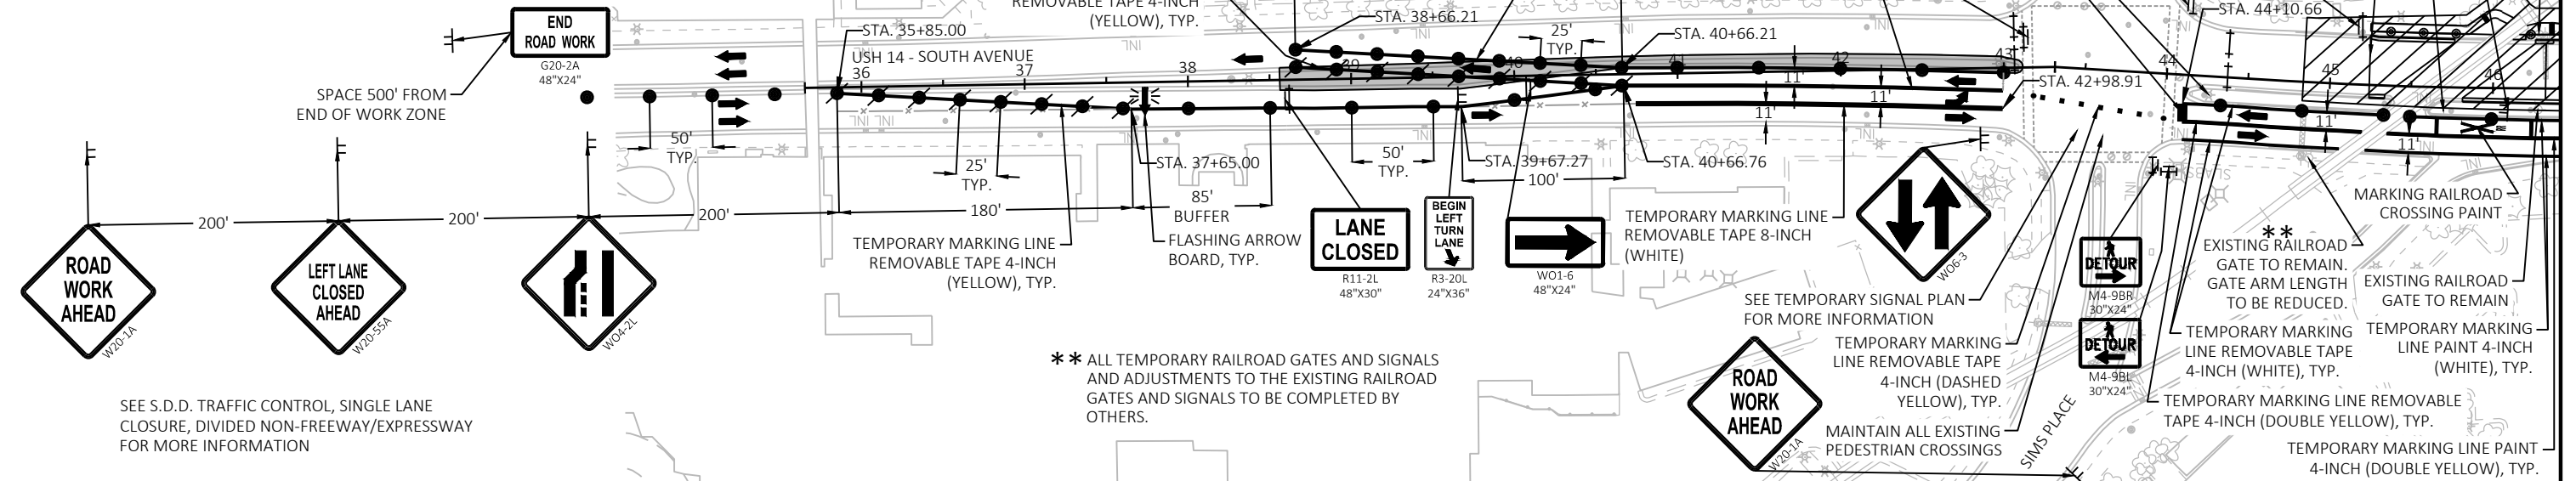 END
ROAD WORK
G20-2A
48"X24"
SPACE 500' FROM
END OF WORK ZONE
REMOVABLE TAPE 4-INCH
(YELLOW), TYP.
STA. 35+85.00
USH 14 - SOUTH AVENUE
36
37
38
39
40
41
42
43
44
45
46
STA. 38+66.21
25'
TYP.
STA. 40+66.21
STA. 44+10.66
STA. 42+98.91
11'
11'
11'
11'
11'
50'
TYP.
25'
TYP.
STA. 37+65.00
50'
TYP.
STA. 39+67.27
100'
STA. 40+66.76
200'
200'
200'
180'
85'
BUFFER
FLASHING ARROW
BOARD, TYP.
TEMPORARY MARKING LINE
REMOVABLE TAPE 4-INCH
(YELLOW), TYP.
LANE
CLOSED
R11-2L
48"X30"
BEGIN
LEFT
TURN
LANE
R3-20L
24"X36"
WO1-6
48"X24"
TEMPORARY MARKING LINE
REMOVABLE TAPE 8-INCH
(WHITE)
WO6-3
ROAD
WORK
AHEAD
W20-1A
LEFT LANE
CLOSED
AHEAD
W20-55A
WO4-2L
SEE S.D.D. TRAFFIC CONTROL, SINGLE LANE
CLOSURE, DIVIDED NON-FREEWAY/EXPRESSWAY
FOR MORE INFORMATION
** ALL TEMPORARY RAILROAD GATES AND SIGNALS
AND ADJUSTMENTS TO THE EXISTING RAILROAD
GATES AND SIGNALS TO BE COMPLETED BY
OTHERS.
SEE TEMPORARY SIGNAL PLAN
FOR MORE INFORMATION
TEMPORARY MARKING
LINE REMOVABLE TAPE
4-INCH (DASHED
YELLOW), TYP.
MAINTAIN ALL EXISTING
PEDESTRIAN CROSSINGS
ROAD
WORK
AHEAD
W20-1A
SIMS PLACE
DETOUR
M4-9BR
30"X24"
DETOUR
M4-9BL
30"X24"
MARKING RAILROAD
CROSSING PAINT
**
EXISTING RAILROAD
GATE TO REMAIN.
GATE ARM LENGTH
TO BE REDUCED.
EXISTING RAILROAD
GATE TO REMAIN
TEMPORARY MARKING
LINE REMOVABLE TAPE
4-INCH (WHITE), TYP.
TEMPORARY MARKING
LINE PAINT 4-INCH
(WHITE), TYP.
TEMPORARY MARKING LINE REMOVABLE
TAPE 4-INCH (DOUBLE YELLOW), TYP.
TEMPORARY MARKING LINE PAINT
4-INCH (DOUBLE YELLOW), TYP.